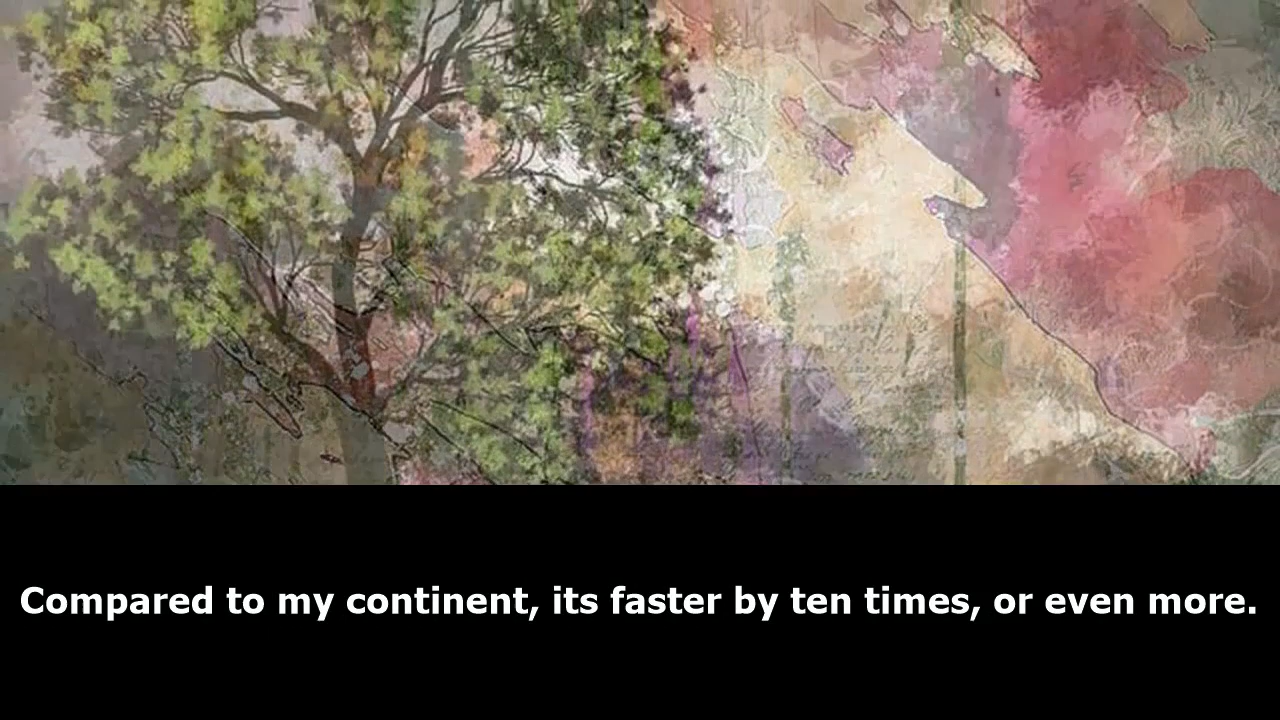 Compared to my continent, its faster by ten times, or even more.